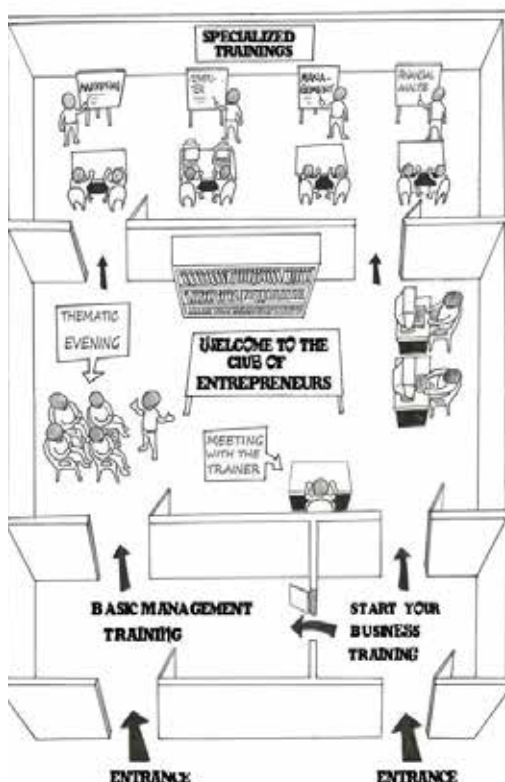 SPECIALIZED
TRAININGS
MARKETING
MANA-
GEMENT
FINANCIAL
THEMATIC
EVENING
WELCOME TO THE
CLUB OF
ENTREPRENEURS
MEETING
WITH THE
TRAINER
BASIC MANAGEMENT
TRAINING
START YOUR
BUSINESS
TRAINING
ENTRANCE
ENTRANCE